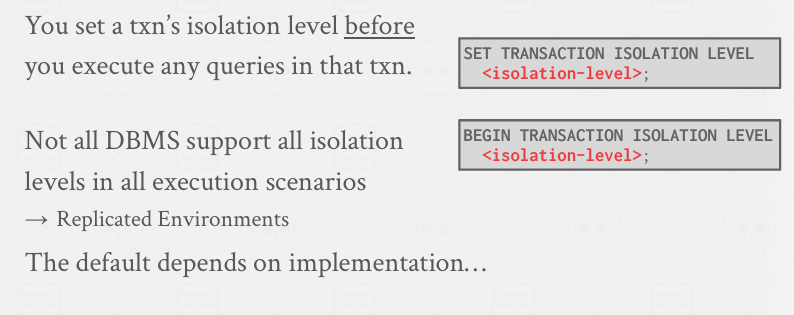 You set a txn’s isolation level before
you execute any queries in that txn.
SET TRANSACTION ISOLATION LEVEL
<isolation-level>;
BEGIN TRANSACTION ISOLATION LEVEL
<isolation-level>;
Not all DBMS support all isolation
levels in all execution scenarios
→ Replicated Environments
The default depends on implementation…